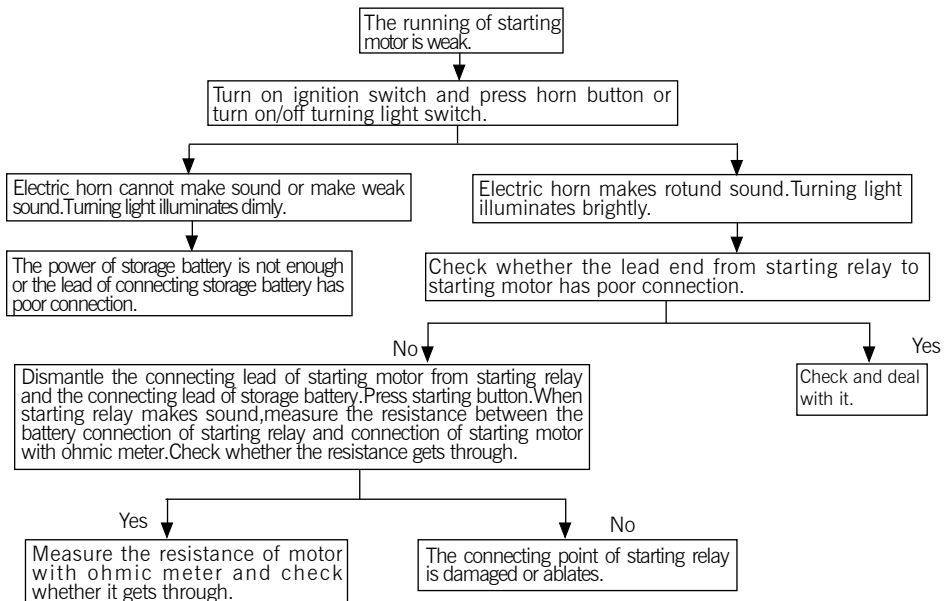 The running of starting
motor is weak.
Turn on ignition switch and press horn button or
turn on/off turning light switch.
Electric horn cannot make sound or make weak
sound.Turning light illuminates dimly.
Electric horn makes rotund sound.Turning light
illuminates brightly.
The power of storage battery is not enough
or the lead of connecting storage battery has
poor connection.
Check whether the lead end from starting relay to
starting motor has poor connection.
No
Yes
Dismantle the connecting lead of starting motor from starting relay
and the connecting lead of storage battery.Press starting button.When
starting relay makes sound,measure the resistance between the
battery connection of starting relay and connection of starting motor
with ohmic meter.Check whether the resistance gets through.
Check and deal
with it.
Yes
No
Measure the resistance of motor
with ohmic meter and check
whether it gets through.
The connecting point of starting relay
is damaged or ablates.